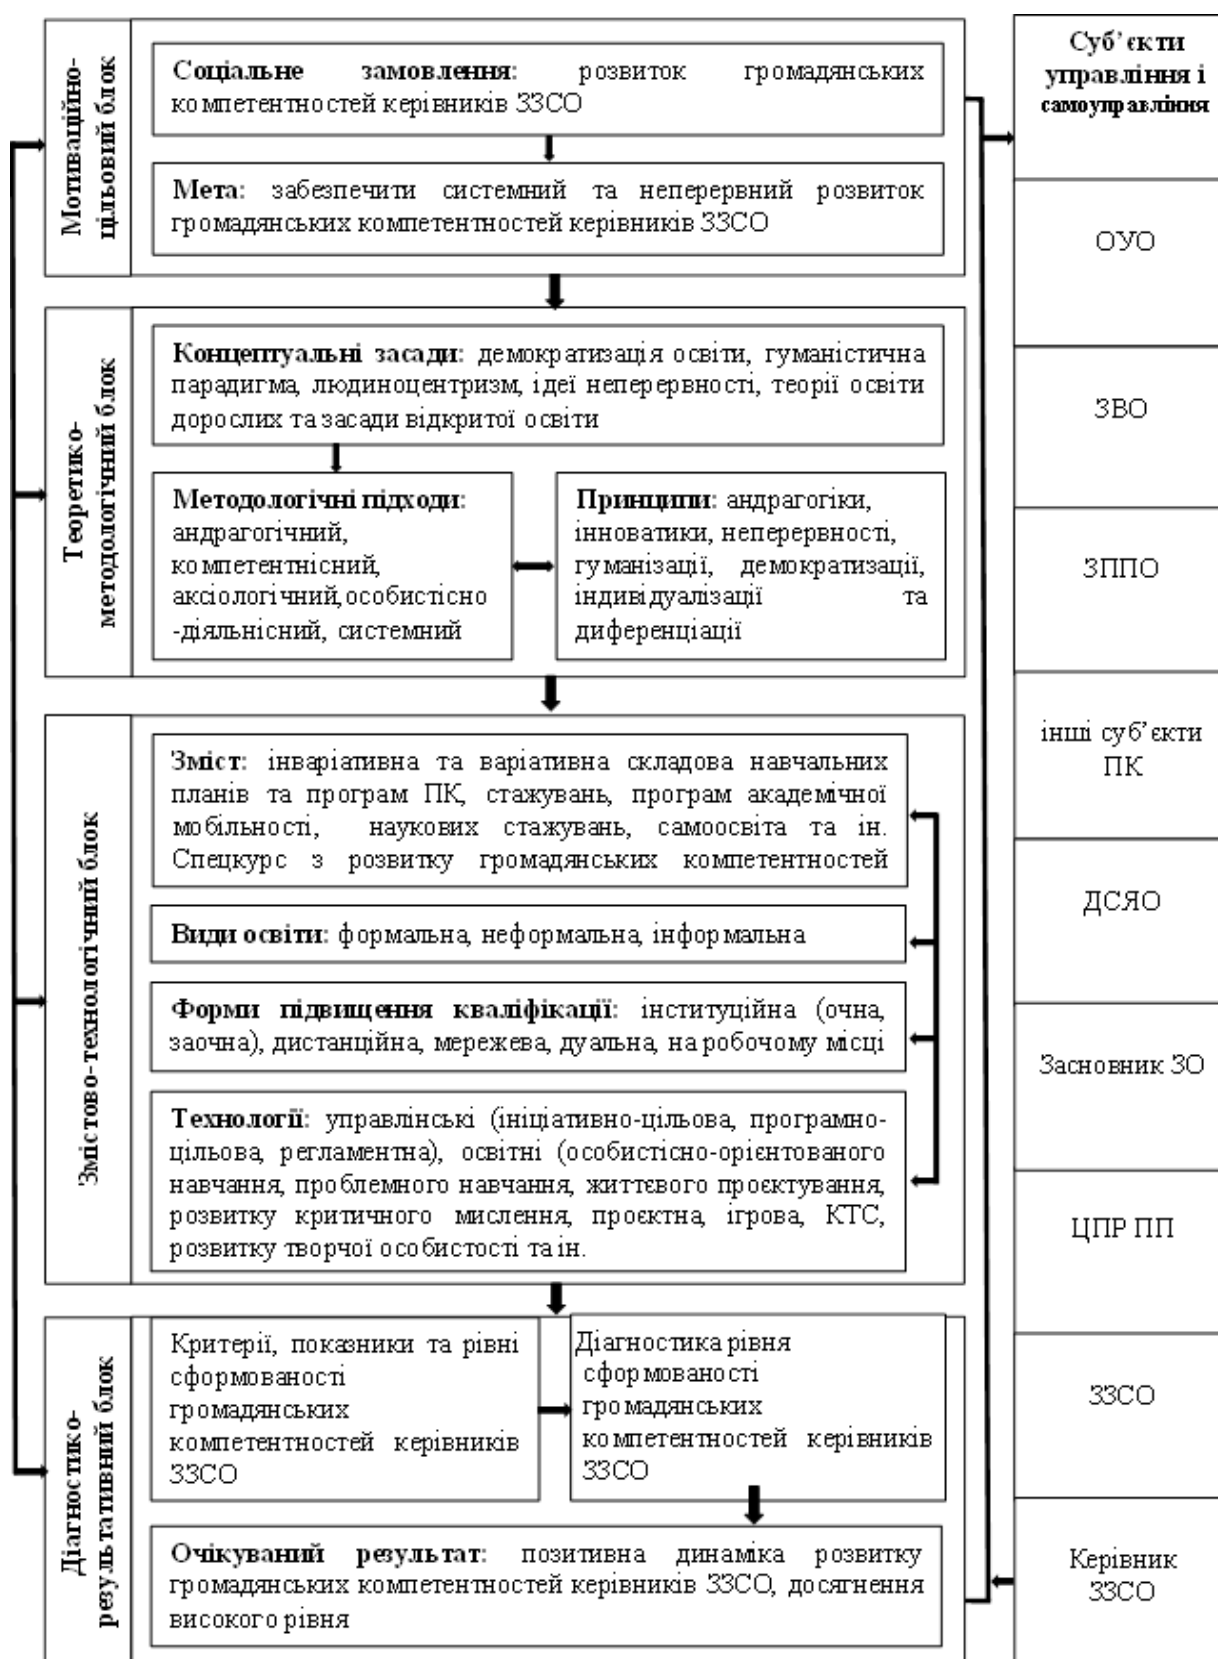 Мотиваційно-
цільовий блок
Соціальне замовлення: розвиток громадянських
компетентностей керівників ЗЗСО
Мета: забезпечити системний та неперервний розвиток
громадянських компетентностей керівників ЗЗСО
Теоретико-
методологічний блок
Концептуальні засади: демократизація освіти, гуманістична
парадигма, людиноцентризм, ідеї неперервності, теорії освіти
дорослих та засади відкритої освіти
Методологічні підходи:
андрагогічний,
компетентнісний,
аксіологічний, особистісно
-діяльнісний, системний
Принципи: андрагогіки,
інноватики, неперервності,
гуманізації, демократизації,
індивідуалізації та
диференціації
Змістово-технологічний блок
Зміст: інваріативна та варіативна складова навчальних
планів та програм ПК, стажувань, програм академічної
мобільності, наукових стажувань, самоосвіта та ін.
Спецкурс з розвитку громадянських компетентностей
Види освіти: формальна, неформальна, інформальна
Форми підвищення кваліфікації: інституційна (очна,
заочна), дистанційна, мережева, дуальна, на робочому місці
Технології: управлінські (ініціативно-цільова, програмно-
цільова, регламентна), освітні (особистісно-орієнтованого
навчання, проблемного навчання, життєвого проєктування,
розвитку критичного мислення, проєктна, ігрова, КТС,
розвитку творчої особистості та ін.
Діагностико-
результативний блок
Критерії, показники та рівні
сформованості
громадянських
компетентностей керівників
ЗЗСО
Діагностика рівня
сформованості
громадянських
компетентностей керівників
ЗЗСО
Очікуваний результат: позитивна динаміка розвитку
громадянських компетентностей керівників ЗЗСО, досягнення
високого рівня
Суб’єкти
управління і
самоуправління
ОУО
ЗВО
ЗППО
інші суб’єкти
ПК
ДСЯО
Засновник ЗО
ЦПР ПП
ЗЗСО
Керівник
ЗЗСО